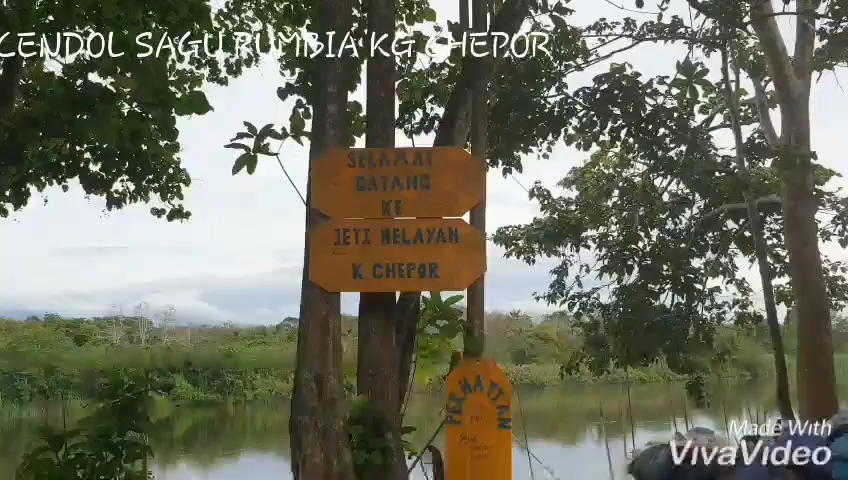 CENDOL SAGU RUMBIA KG CHEPOR
SELAMAT
DATANG
KE
JETI NELAYAN
K. CHEPOR
PERHATIAN
Made With
VivaVideo